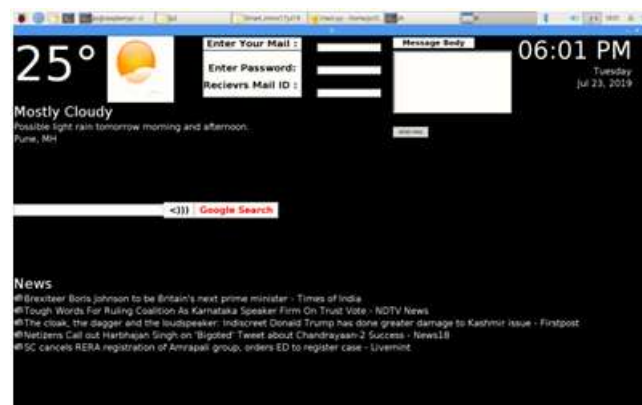 25°
Enter Your Mail :
Enter Password:
Recievrs Mail ID :
Message Body
06:01 PM
Tuesday
Jul 23, 2019
Mostly Cloudy
Possible light rain tomorrow morning and afternoon.
Pune, MH
<))) Google Search
News
Brexiteer Boris Johnson to be Britain's next prime minister - Times of India
Tough Words For Ruling Coalition As Karnataka Speaker Firm On Trust Vote - NDTV News
The cloak, the dagger and the loudspeaker: Indiscreet Donald Trump has done greater damage to Kashmir issue - Firstpost
Netizens Call out Harbhajan Singh on 'Bigoted' Tweet about Chandrayaan-2 Success - News18
SC cancels RERA registration of Amrapali group, orders ED to register case - Livemint